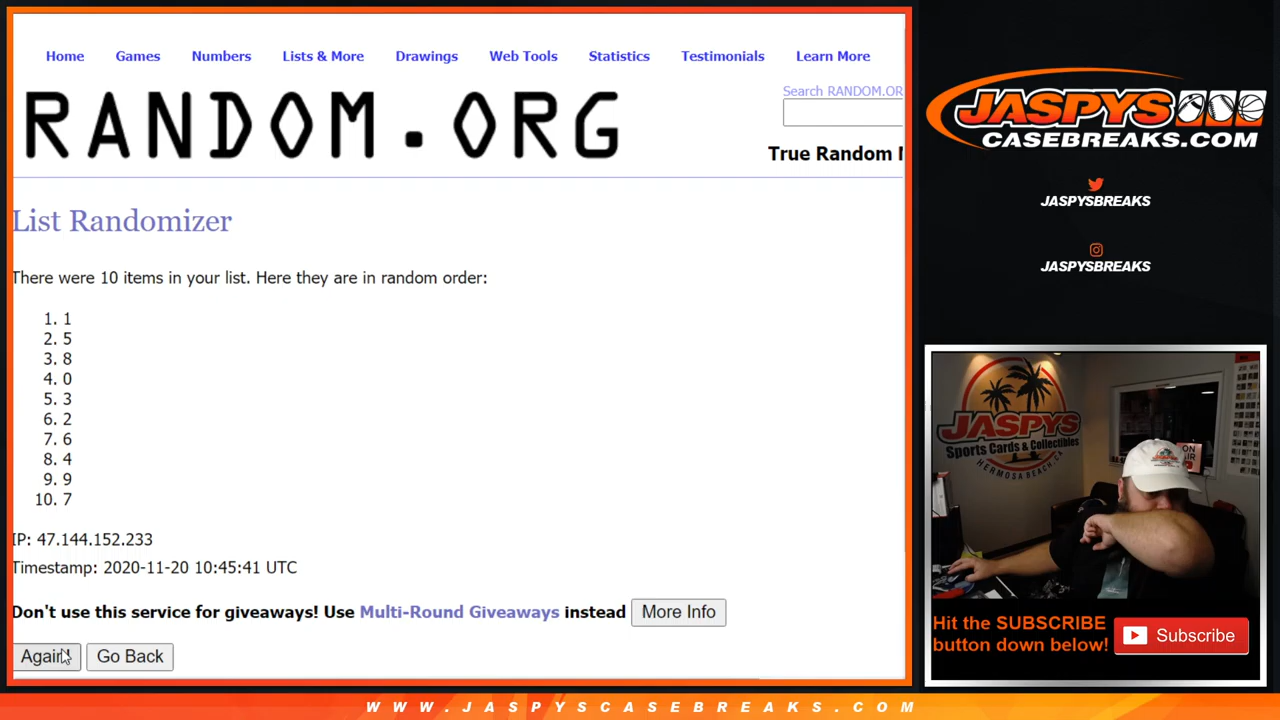 Home Games Numbers Lists & More Drawings Web Tools Statistics Testimonials Learn More
RANDOM.ORG
Search RANDOM.OR
True Random
List Randomizer
There were 10 items in your list. Here they are in random order:
1. 1
2. 5
3. 8
4. 0
5. 3
6. 2
7. 6
8. 4
9. 9
10. 7
IP: 47.144.152.233
Timestamp: 2020-11-20 10:45:41 UTC
Don't use this service for giveaways! Use Multi-Round Giveaways instead More Info
Again! Go Back
JASPYS
CASEBREAKS.COM
JASPYSBREAKS
JASPYSBREAKS
JASPYS
Sports Cards & Collectibles
HERMOSA BEACH, CA
ON
AIR
Hit the SUBSCRIBE
button down below!
Subscribe
WWW.JASPYSCASEBREAKS.COM